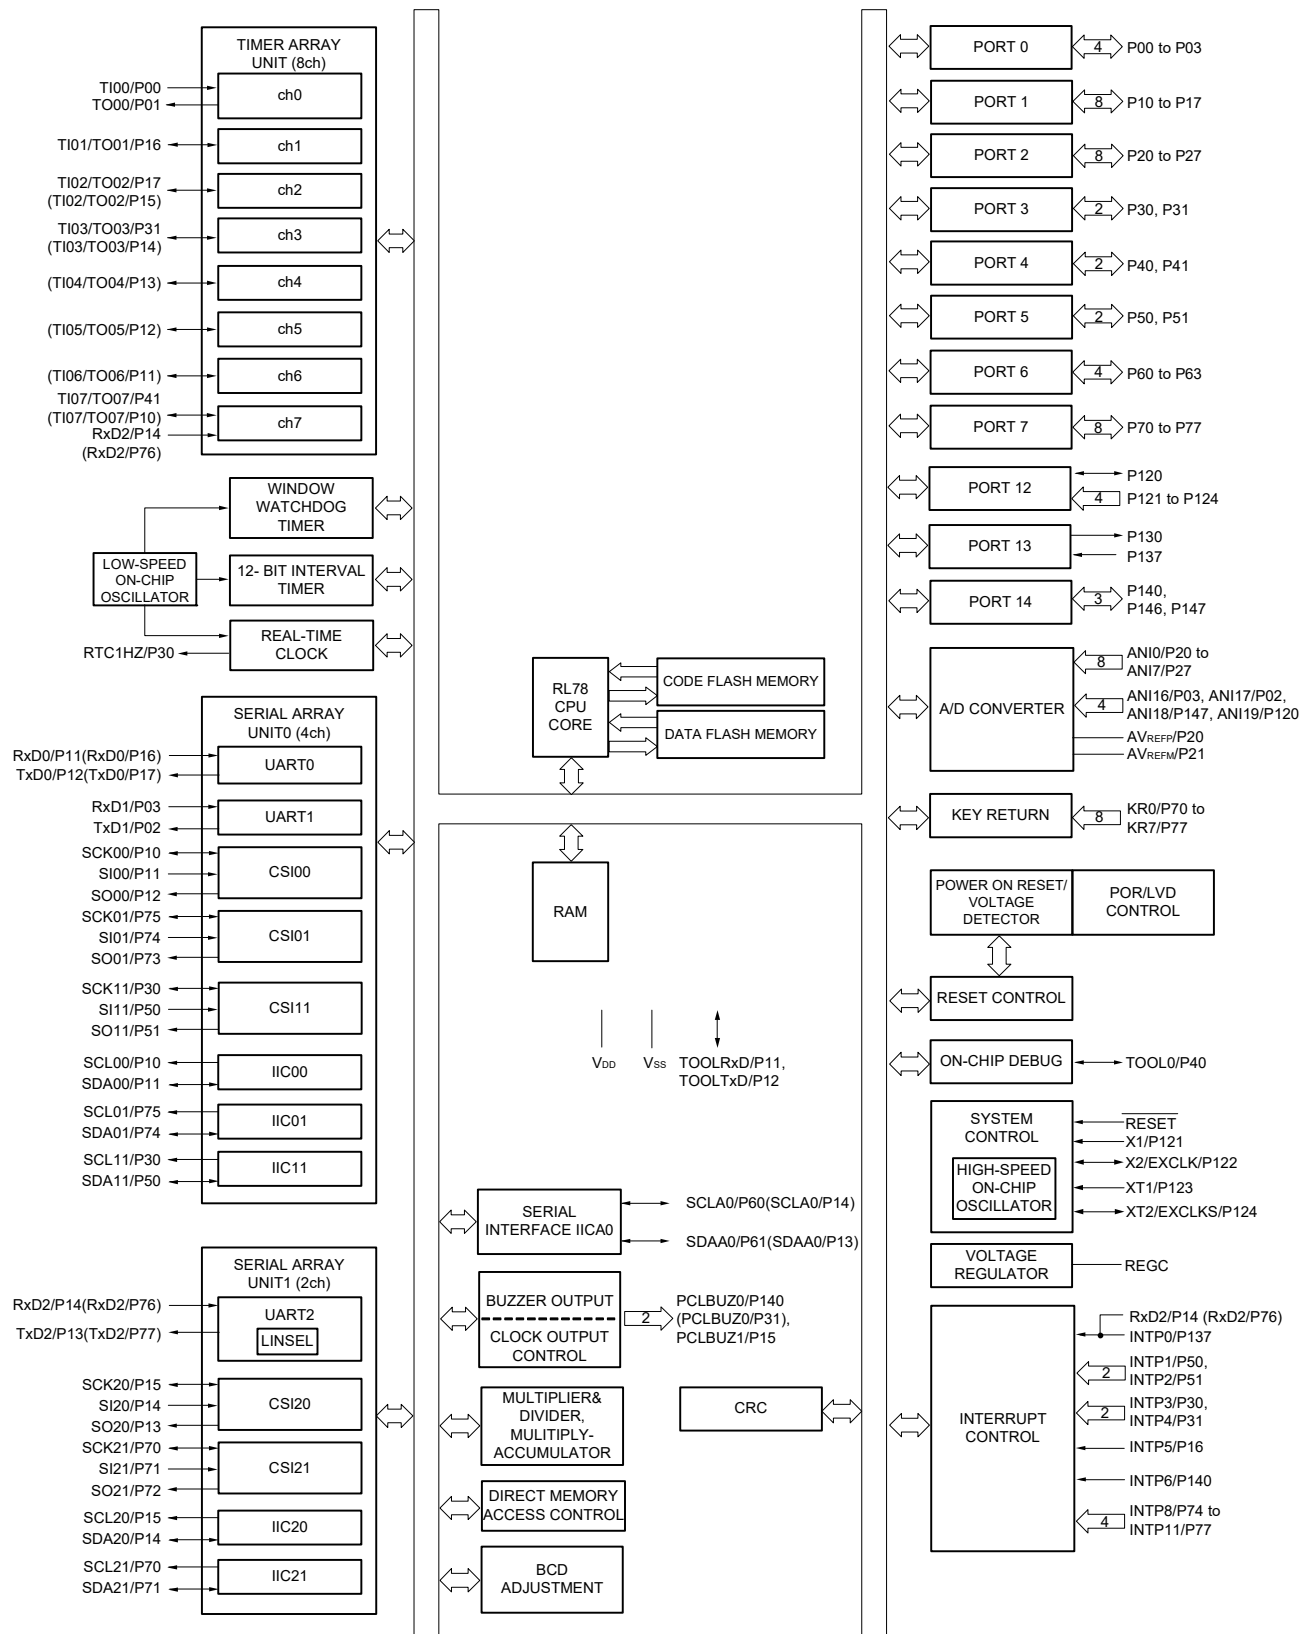 TIMER ARRAY
UNIT (8ch)
TI00/P00
TO00/P01
ch0
TI01/TO01/P16
ch1
TI02/TO02/P17
(TI02/TO02/P15)
ch2
TI03/TO03/P31
(TI03/TO03/P14)
ch3
(TI04/TO04/P13)
ch4
(TI05/TO05/P12)
ch5
(TI06/TO06/P11)
ch6
TI07/TO07/P41
(TI07/TO07/P10)
RxD2/P14
(RxD2/P76)
ch7
WINDOW
WATCHDOG
TIMER
LOW-SPEED
ON-CHIP
OSCILLATOR
12- BIT INTERVAL
TIMER
REAL-TIME
CLOCK
RTC1HZ/P30
SERIAL ARRAY
UNIT0 (4ch)
RxD0/P11(RxD0/P16)
TxD0/P12(TxD0/P17)
UART0
RxD1/P03
TxD1/P02
UART1
SCK00/P10
SI00/P11
SO00/P12
CSI00
SCK01/P75
SI01/P74
SO01/P73
CSI01
SCK11/P30
SI11/P50
SO11/P51
CSI11
SCL00/P10
SDA00/P11
IIC00
SCL01/P75
SDA01/P74
IIC01
SCL11/P30
SDA11/P50
IIC11
SERIAL ARRAY
UNIT1 (2ch)
RxD2/P14(RxD2/P76)
TxD2/P13(TxD2/P77)
UART2
LINSEL
SCK20/P15
SI20/P14
SO20/P13
CSI20
SCK21/P70
SI21/P71
SO21/P72
CSI21
SCL20/P15
SDA20/P14
IIC20
SCL21/P70
SDA21/P71
IIC21
RL78
CPU
CORE
CODE FLASH MEMORY
DATA FLASH MEMORY
RAM
VDD
VSS
TOOLRxD/P11,
TOOLTxD/P12
SERIAL
INTERFACE IICA0
SCLA0/P60(SCLA0/P14)
SDAA0/P61(SDAA0/P13)
BUZZER OUTPUT
CLOCK OUTPUT
CONTROL
2
PCLBUZ0/P140
(PCLBUZ0/P31),
PCLBUZ1/P15
MULTIPLIER&
DIVIDER,
MULITIPLY-
ACCUMULATOR
CRC
DIRECT MEMORY
ACCESS CONTROL
BCD
ADJUSTMENT
PORT 0
4
P00 to P03
PORT 1
8
P10 to P17
PORT 2
8
P20 to P27
PORT 3
2
P30, P31
PORT 4
2
P40, P41
PORT 5
2
P50, P51
PORT 6
4
P60 to P63
PORT 7
8
P70 to P77
PORT 12
P120
4
P121 to P124
PORT 13
P130
P137
PORT 14
3
P140,
P146, P147
A/D CONVERTER
8
ANI0/P20 to
ANI7/P27
4
ANI16/P03, ANI17/P02,
ANI18/P147, ANI19/P120
AVREFP/P20
AVREFM/P21
KEY RETURN
8
KR0/P70 to
KR7/P77
POWER ON RESET/
VOLTAGE
DETECTOR
POR/LVD
CONTROL
RESET CONTROL
ON-CHIP DEBUG
TOOL0/P40
SYSTEM
CONTROL
HIGH-SPEED
ON-CHIP
OSCILLATOR
RESET
X1/P121
X2/EXCLK/P122
XT1/P123
XT2/EXCLKS/P124
VOLTAGE
REGULATOR
REGC
INTERRUPT
CONTROL
RxD2/P14 (RxD2/P76)
INTP0/P137
2
INTP1/P50,
INTP2/P51
2
INTP3/P30,
INTP4/P31
INTP5/P16
INTP6/P140
4
INTP8/P74 to
INTP11/P77